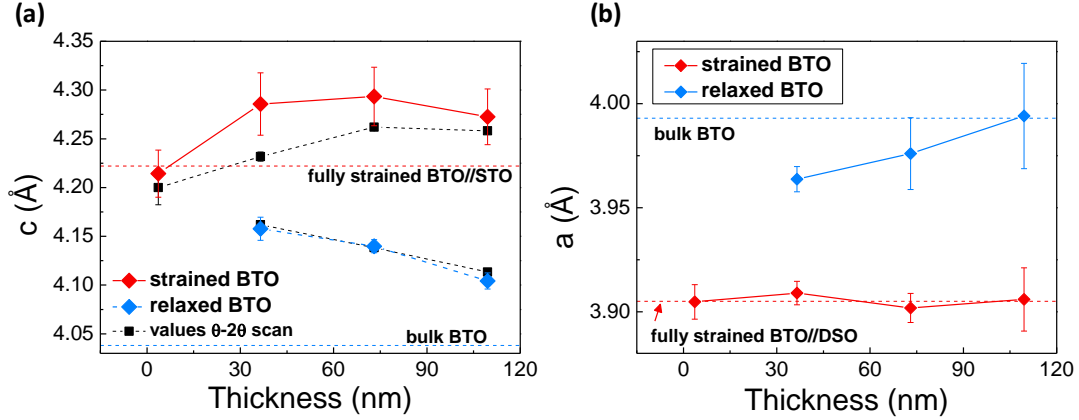 (a)
4.35
4.30
4.25
4.20
4.15
4.10
4.05
c (Å)
fully strained BTO//STO
strained BTO
relaxed BTO
values θ-2θ scan
bulk BTO
0 30 60 90 120
Thickness (nm)
(b)
strained BTO
relaxed BTO
4.00
3.95
3.90
a (Å)
bulk BTO
fully strained BTO//DSO
0 30 60 90 120
Thickness (nm)